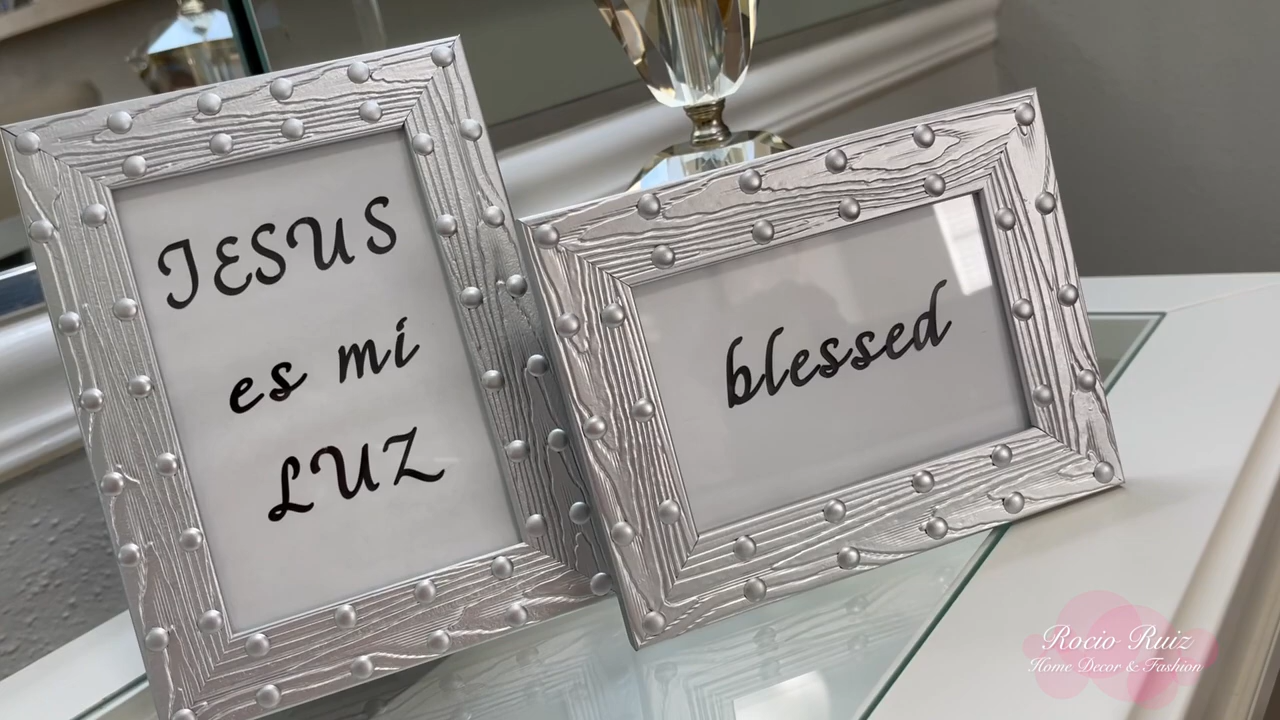 JESUS
es mi
LUZ
blessed
Rocio Ruiz
Home Decor & Fashion